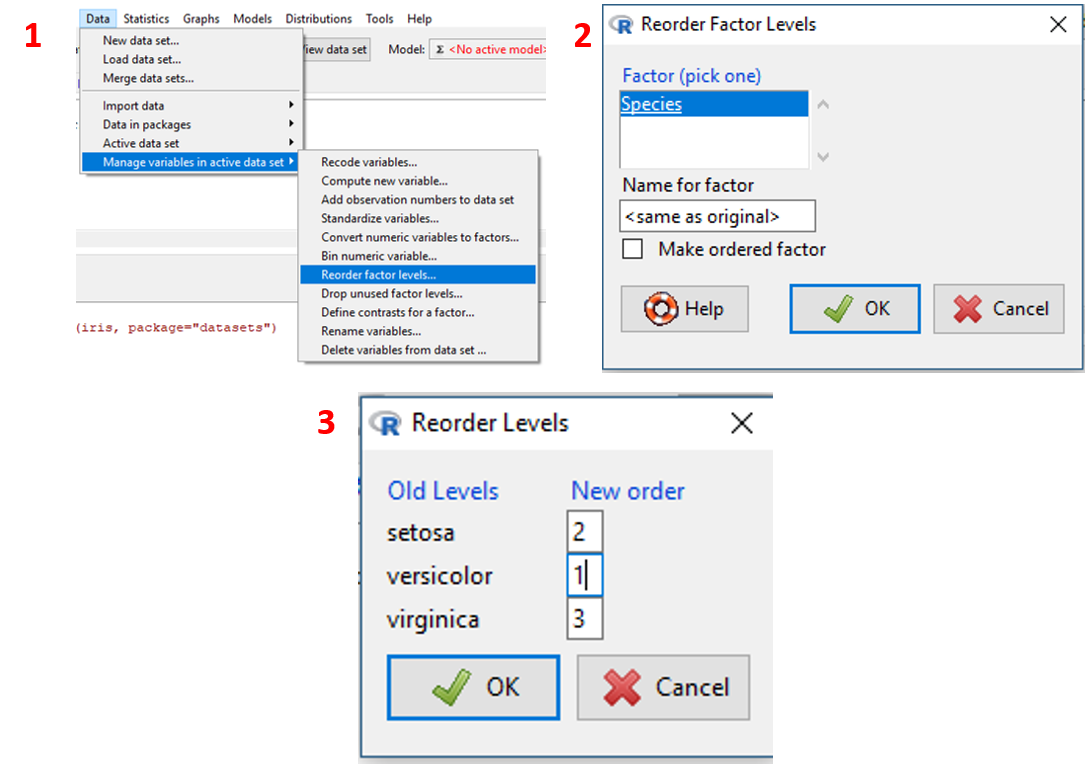 1
Data Statistics Graphs Models Distributions Tools Help
New data set...
Load data set...
Merge data sets...
Import data
Data in packages
Active data set
Manage variables in active data set
view data set
Model: Σ <No active model>
Recode variables...
Compute new variable...
Add observation numbers to data set
Standardize variables...
Convert numeric variables to factors...
Bin numeric variable...
Reorder factor levels...
Drop unused factor levels...
Define contrasts for a factor...
Rename variables...
Delete variables from data set ...
(iris, package="datasets")
2
R Reorder Factor Levels
Factor (pick one)
Species
Name for factor
<same as original>
Make ordered factor
Help OK Cancel
3
R Reorder Levels
Old Levels New order
setosa 2
versicolor 1
virginica 3
OK Cancel